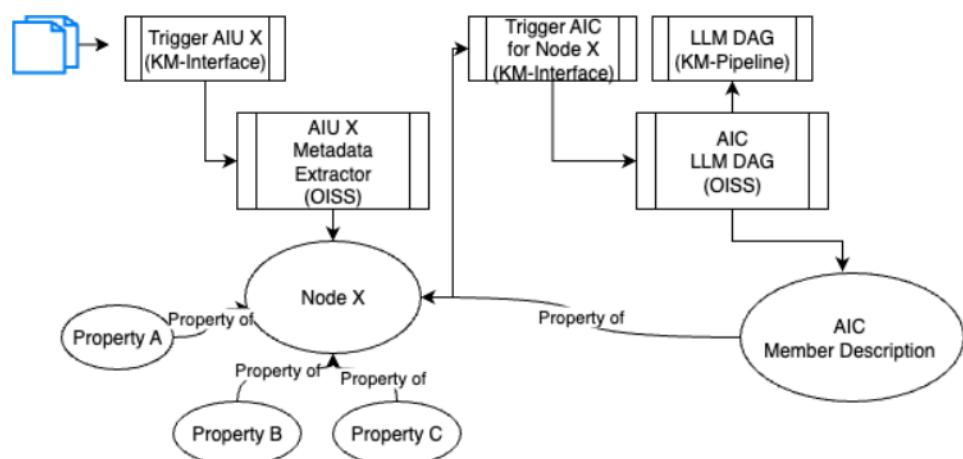 Trigger AIU X
(KM-Interface)
Trigger AIC
for Node X
(KM-Interface)
LLM DAG
(KM-Pipeline)
AIU X
Metadata
Extractor
(OISS)
AIC
LLM DAG
(OISS)
Node X
Property of
Property A
Property of
AIC
Member Description
Property of
Property of
Property B
Property C